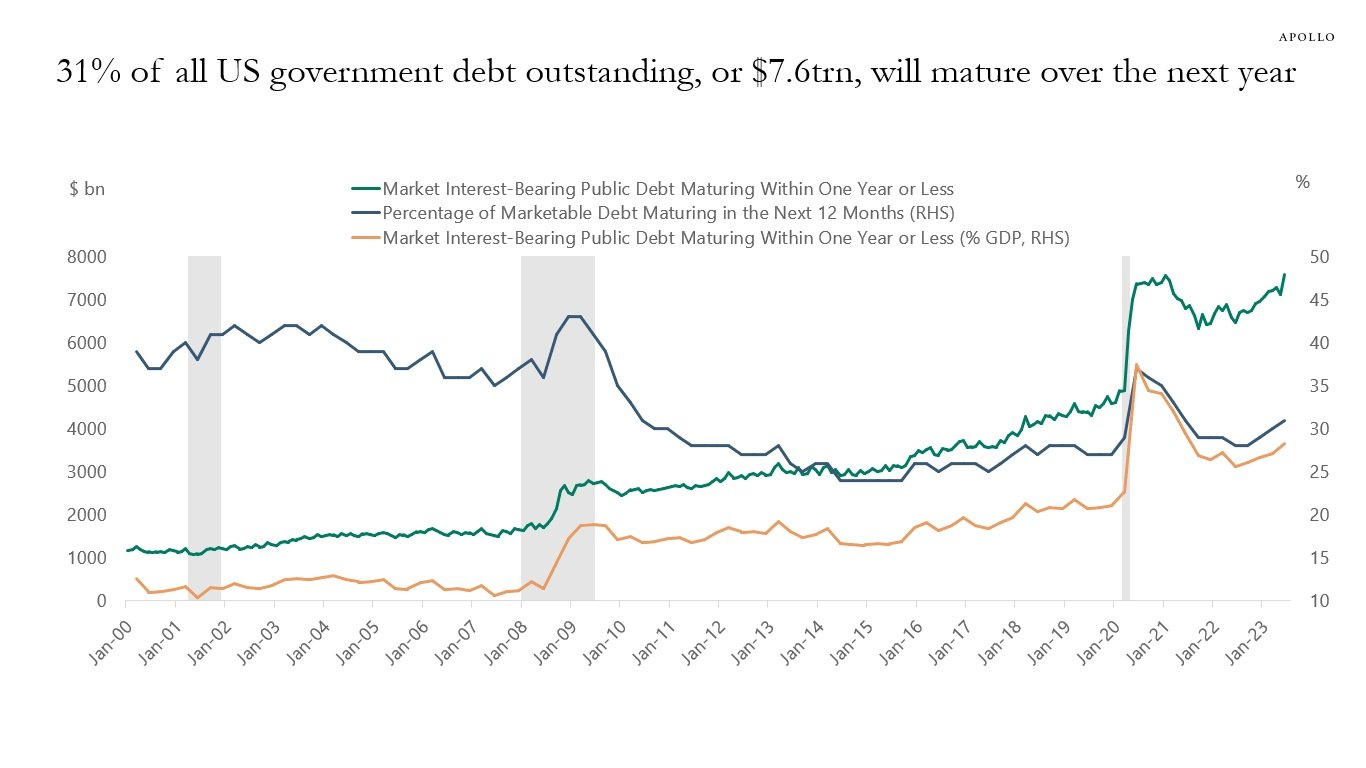 APOLLO
31% of all US government debt outstanding, or $7.6trn, will mature over the next year
$ bn
%
Market Interest-Bearing Public Debt Maturing Within One Year or Less
Percentage of Marketable Debt Maturing in the Next 12 Months (RHS)
Market Interest-Bearing Public Debt Maturing Within One Year or Less (% GDP, RHS)
8000 50
7000 45
6000 40
5000 35
4000 30
3000 25
2000 20
1000 15
0 10
Jan-00 Jan-01 Jan-02 Jan-03 Jan-04 Jan-05 Jan-06 Jan-07 Jan-08 Jan-09 Jan-10 Jan-11 Jan-12 Jan-13 Jan-14 Jan-15 Jan-16 Jan-17 Jan-18 Jan-19 Jan-20 Jan-21 Jan-22 Jan-23